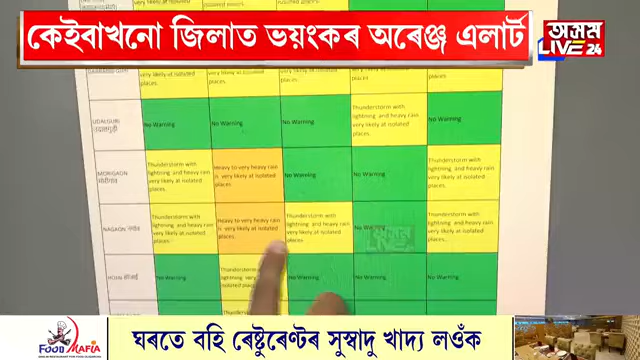 কেইবাখনো জিলাত ভয়ংকৰ অৰেঞ্জ এলাৰ্ট
অসম
LIVE 24
places.
very likely at isolated
places.
UDALGURI
No Warning
No Warning
No Warning
Thunderstorm with
lightning and heavy rain
very likely at isolated
places.
No Warning
MORIGAON
Thunderstorm with
lightning and heavy rain
very likely at isolated
places
Heavy to very heavy rain
is very likely at isolated
places
No Warning
No Warning
Thunderstorm with
lightning and heavy rain
very likely at isolated
places
NAGAON
Thunderstorm with
lightning and heavy rain
very likely at isolated
places.
Heavy to very heavy rain
is very likely at isolated
places.
Thunderstorm with
lightning and heavy rain
very likely at isolated
places
No Warning
Thunderstorm with
lightning and heavy rain
very likely at isolated
places
HOJAI
No Warning
No Warning
No Warning
No Warning
FOOD MAFIA
ঘৰতে বহি ৰেষ্টুৰেণ্টৰ সুস্বাদু খাদ্য লওঁক